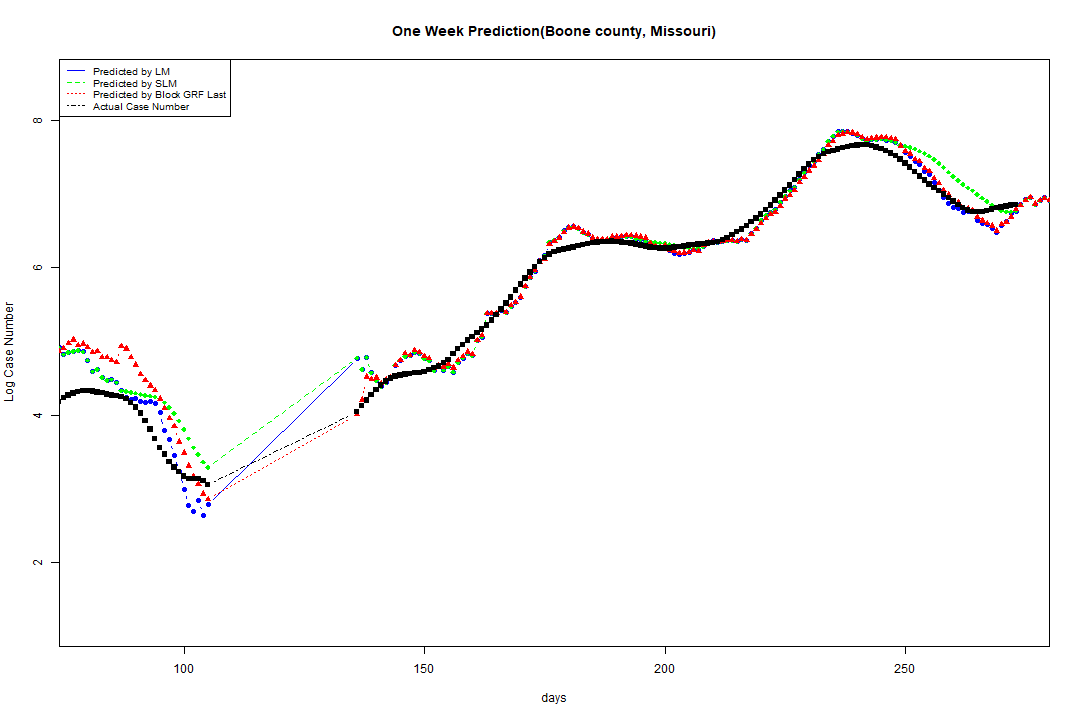 One Week Prediction(Boone county, Missouri)
Predicted by LM
Predicted by SLM
Predicted by Block GRF Last
Actual Case Number
Log Case Number
8
6
4
2
100 150 200 250
days